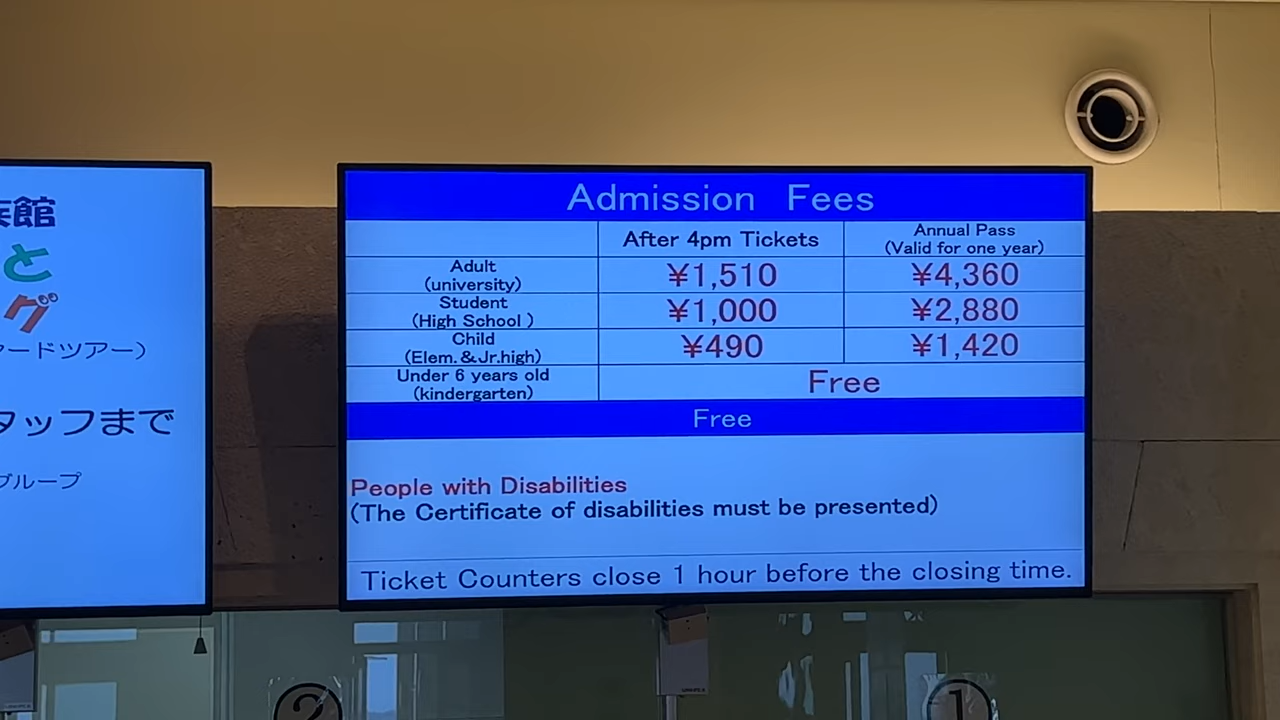 館
と
グ
ードツアー）
タッフまで
グループ
Admission Fees
After 4pm Tickets
Annual Pass
(Valid for one year)
Adult
(university)
¥1,510
¥4,360
Student
(High School )
¥1,000
¥2,880
Child
(Elem.&Jr.high)
¥490
¥1,420
Under 6 years old
(kindergarten)
Free
Free
People with Disabilities
(The Certificate of disabilities must be presented)
Ticket Counters close 1 hour before the closing time.
2
1